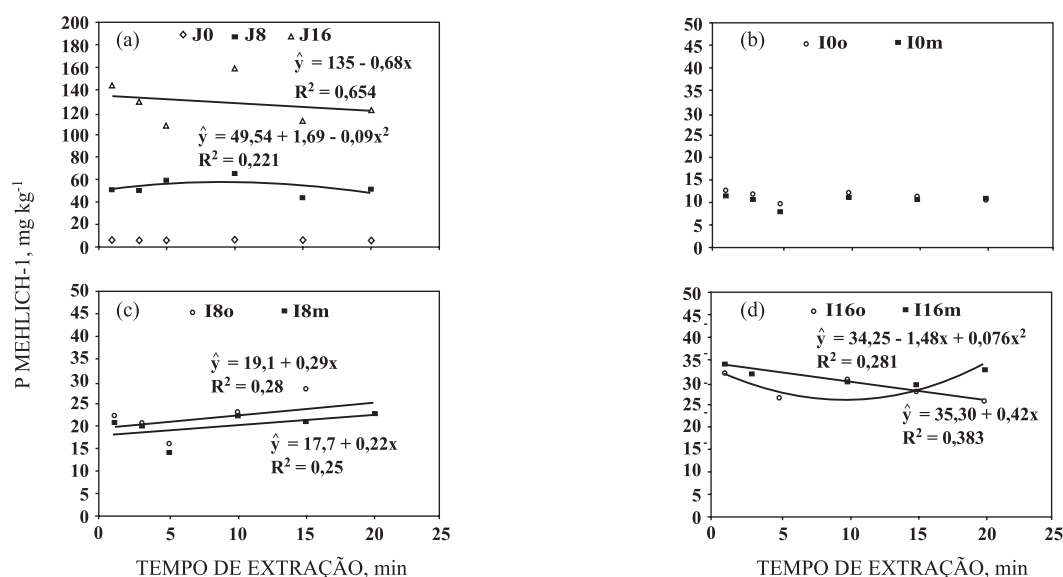 P MEHLICH-1, mg kg-1
(a)
J0 J8 J16
200
180
160
140
120
100
80
60
40
20
0
ŷ = 135 - 0,68x
R² = 0,654
ŷ = 49,54 + 1,69 - 0,09x²
R² = 0,221
0 5 10 15 20 25
(b)
I0o I0m
50
45
40
35
30
25
20
15
10
5
0
0 5 10 15 20 25
(c)
I8o I8m
50
45
40
35
30
25
20
15
10
5
0
ŷ = 19,1 + 0,29x
R² = 0,28
ŷ = 17,7 + 0,22x
R² = 0,25
0 5 10 15 20 25
TEMPO DE EXTRAÇÃO, min
(d)
I16o I16m
50
45
40
35
30
25
20
15
10
5
0
ŷ = 34,25 - 1,48x + 0,076x²
R² = 0,281
ŷ = 35,30 + 0,42x
R² = 0,383
0 5 10 15 20 25
TEMPO DE EXTRAÇÃO, min